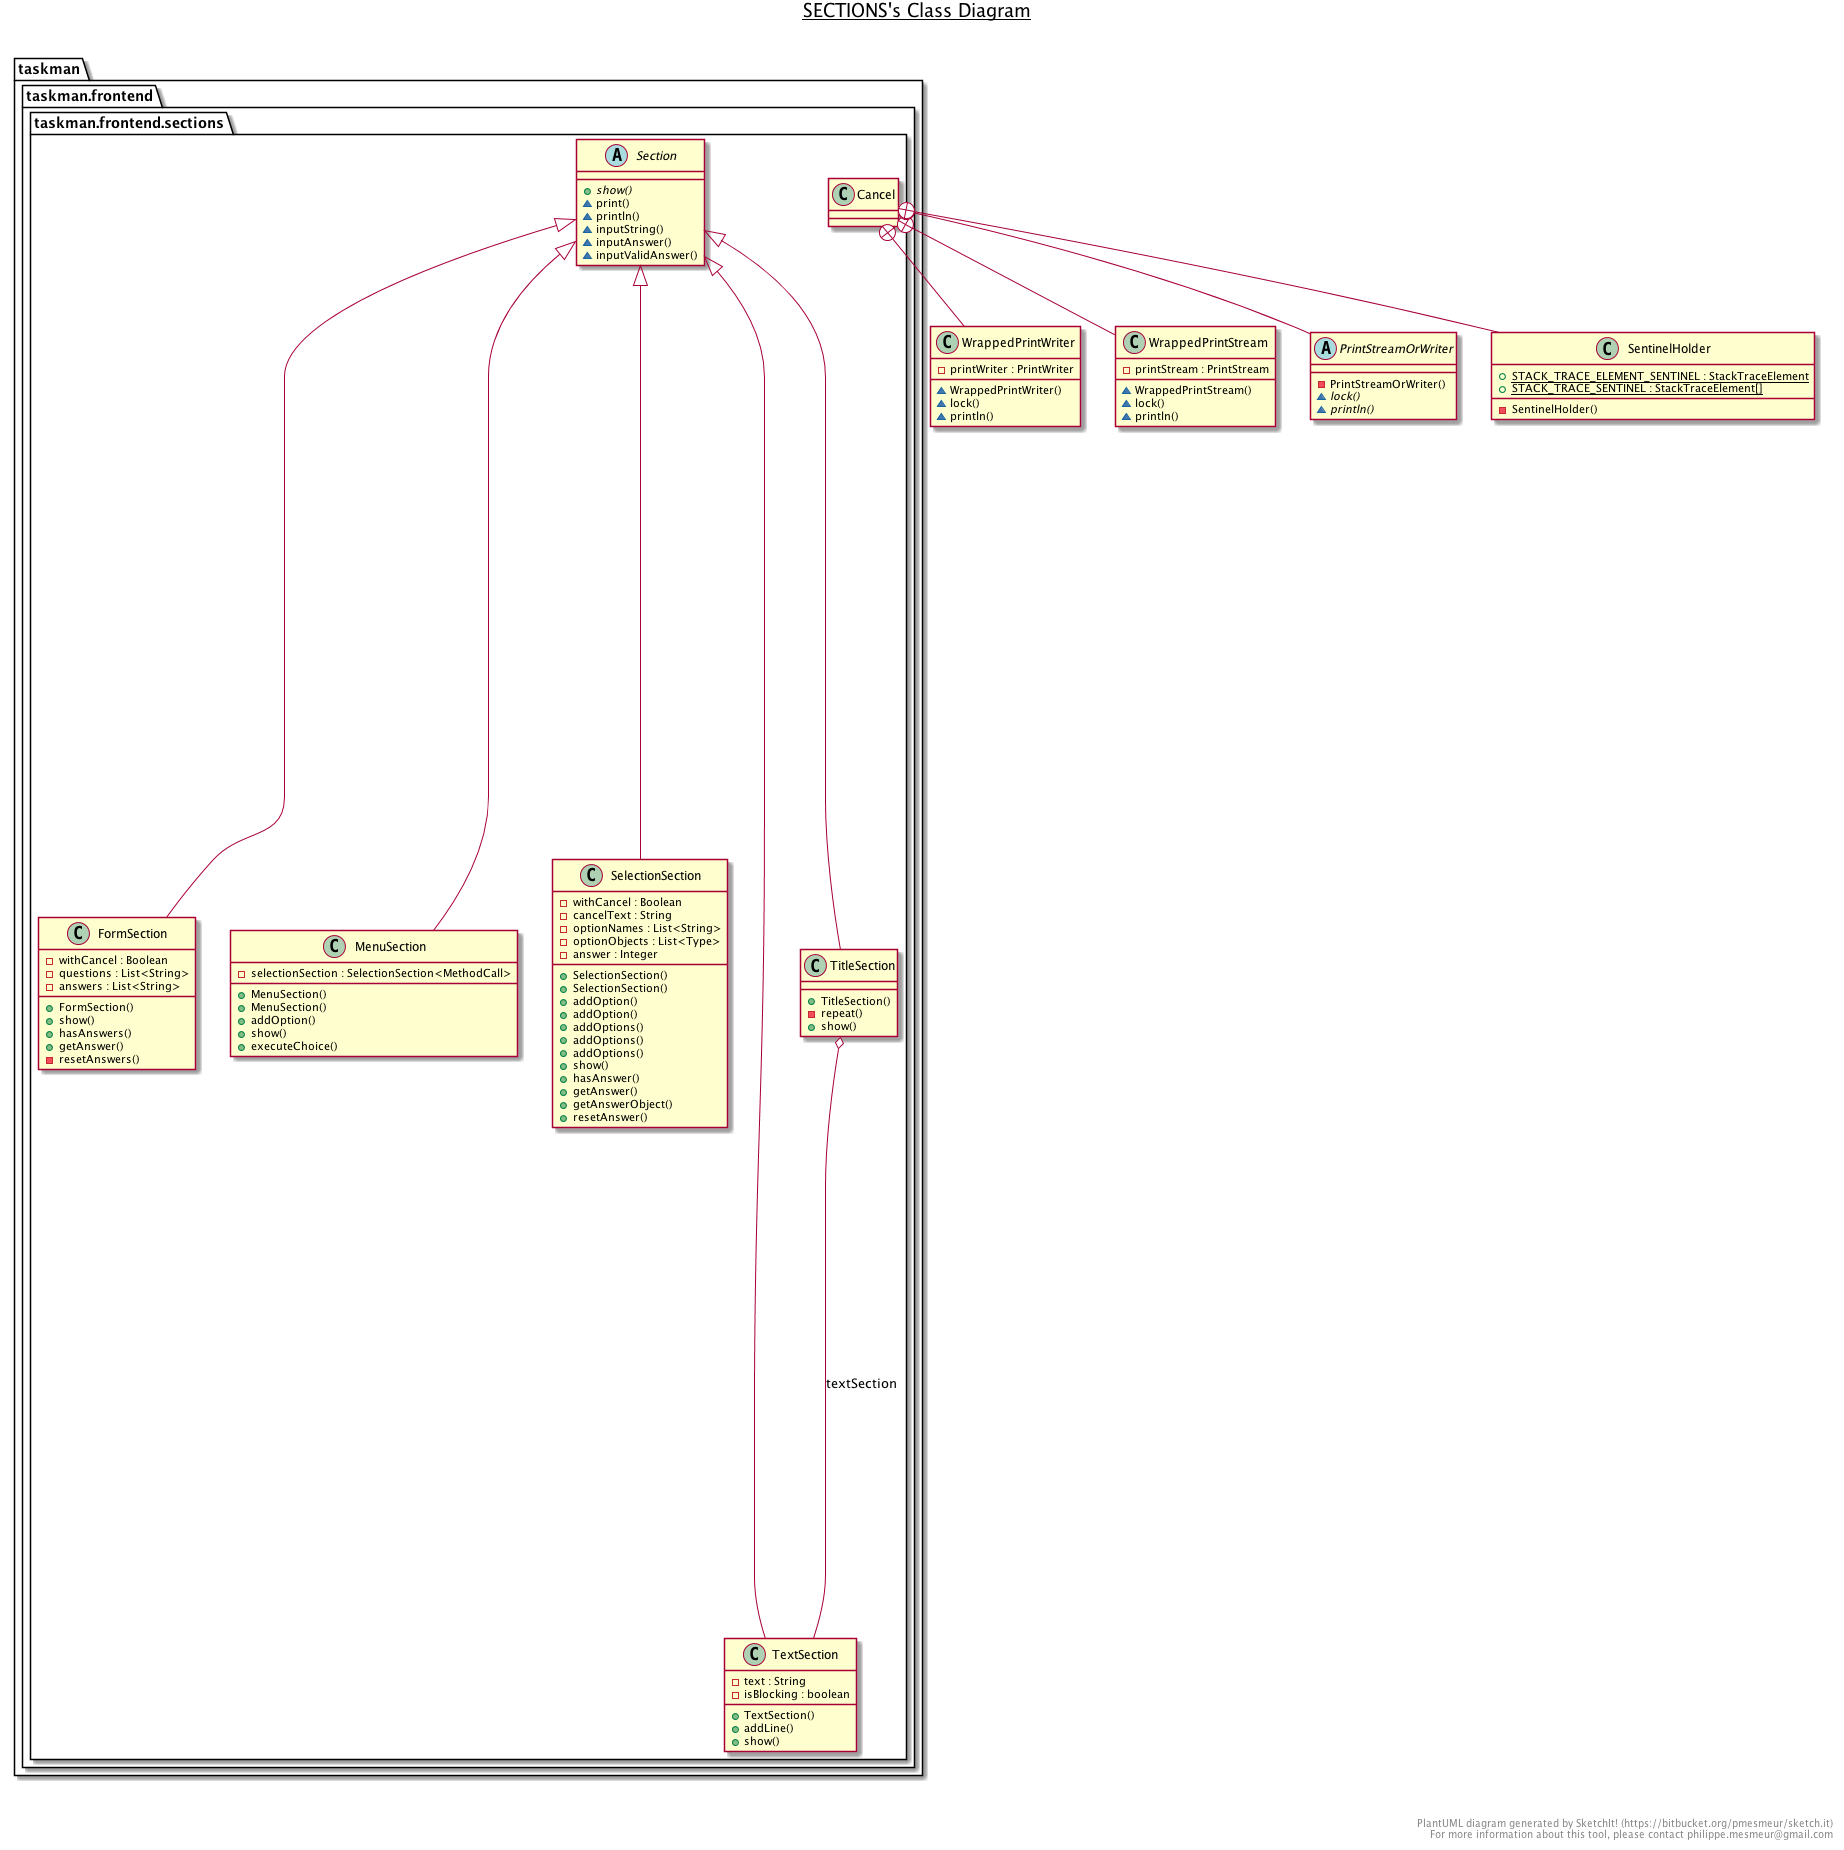 SECTIONS's Class Diagram
taskman
taskman.frontend
taskman.frontend.sections
A Section
show()
print()
println()
inputString()
inputAnswer()
inputValidAnswer()
C Cancel
C WrappedPrintWriter
printWriter : PrintWriter
WrappedPrintWriter()
lock()
println()
C WrappedPrintStream
printStream : PrintStream
WrappedPrintStream()
lock()
println()
A PrintStreamOrWriter
PrintStreamOrWriter()
lock()
println()
C SentinelHolder
STACK_TRACE_ELEMENT_SENTINEL : StackTraceElement
STACK_TRACE_SENTINEL : StackTraceElement[]
SentinelHolder()
C FormSection
withCancel : Boolean
questions : List<String>
answers : List<String>
FormSection()
show()
hasAnswers()
getAnswer()
resetAnswers()
C MenuSection
selectionSection : SelectionSection<MethodCall>
MenuSection()
MenuSection()
addOption()
show()
executeChoice()
C SelectionSection
withCancel : Boolean
cancelText : String
optionNames : List<String>
optionObjects : List<Type>
answer : Integer
SelectionSection()
SelectionSection()
addOption()
addOption()
addOptions()
addOptions()
addOptions()
show()
hasAnswer()
getAnswer()
getAnswerObject()
resetAnswer()
C TitleSection
TitleSection()
repeat()
show()
textSection
C TextSection
text : String
isBlocking : boolean
TextSection()
addLine()
show()
PlantUML diagram generated by SketchIt! (https://bitbucket.org/pmesmeur/sketch.it)
For more information about this tool, please contact philippe.mesmeur@gmail.com